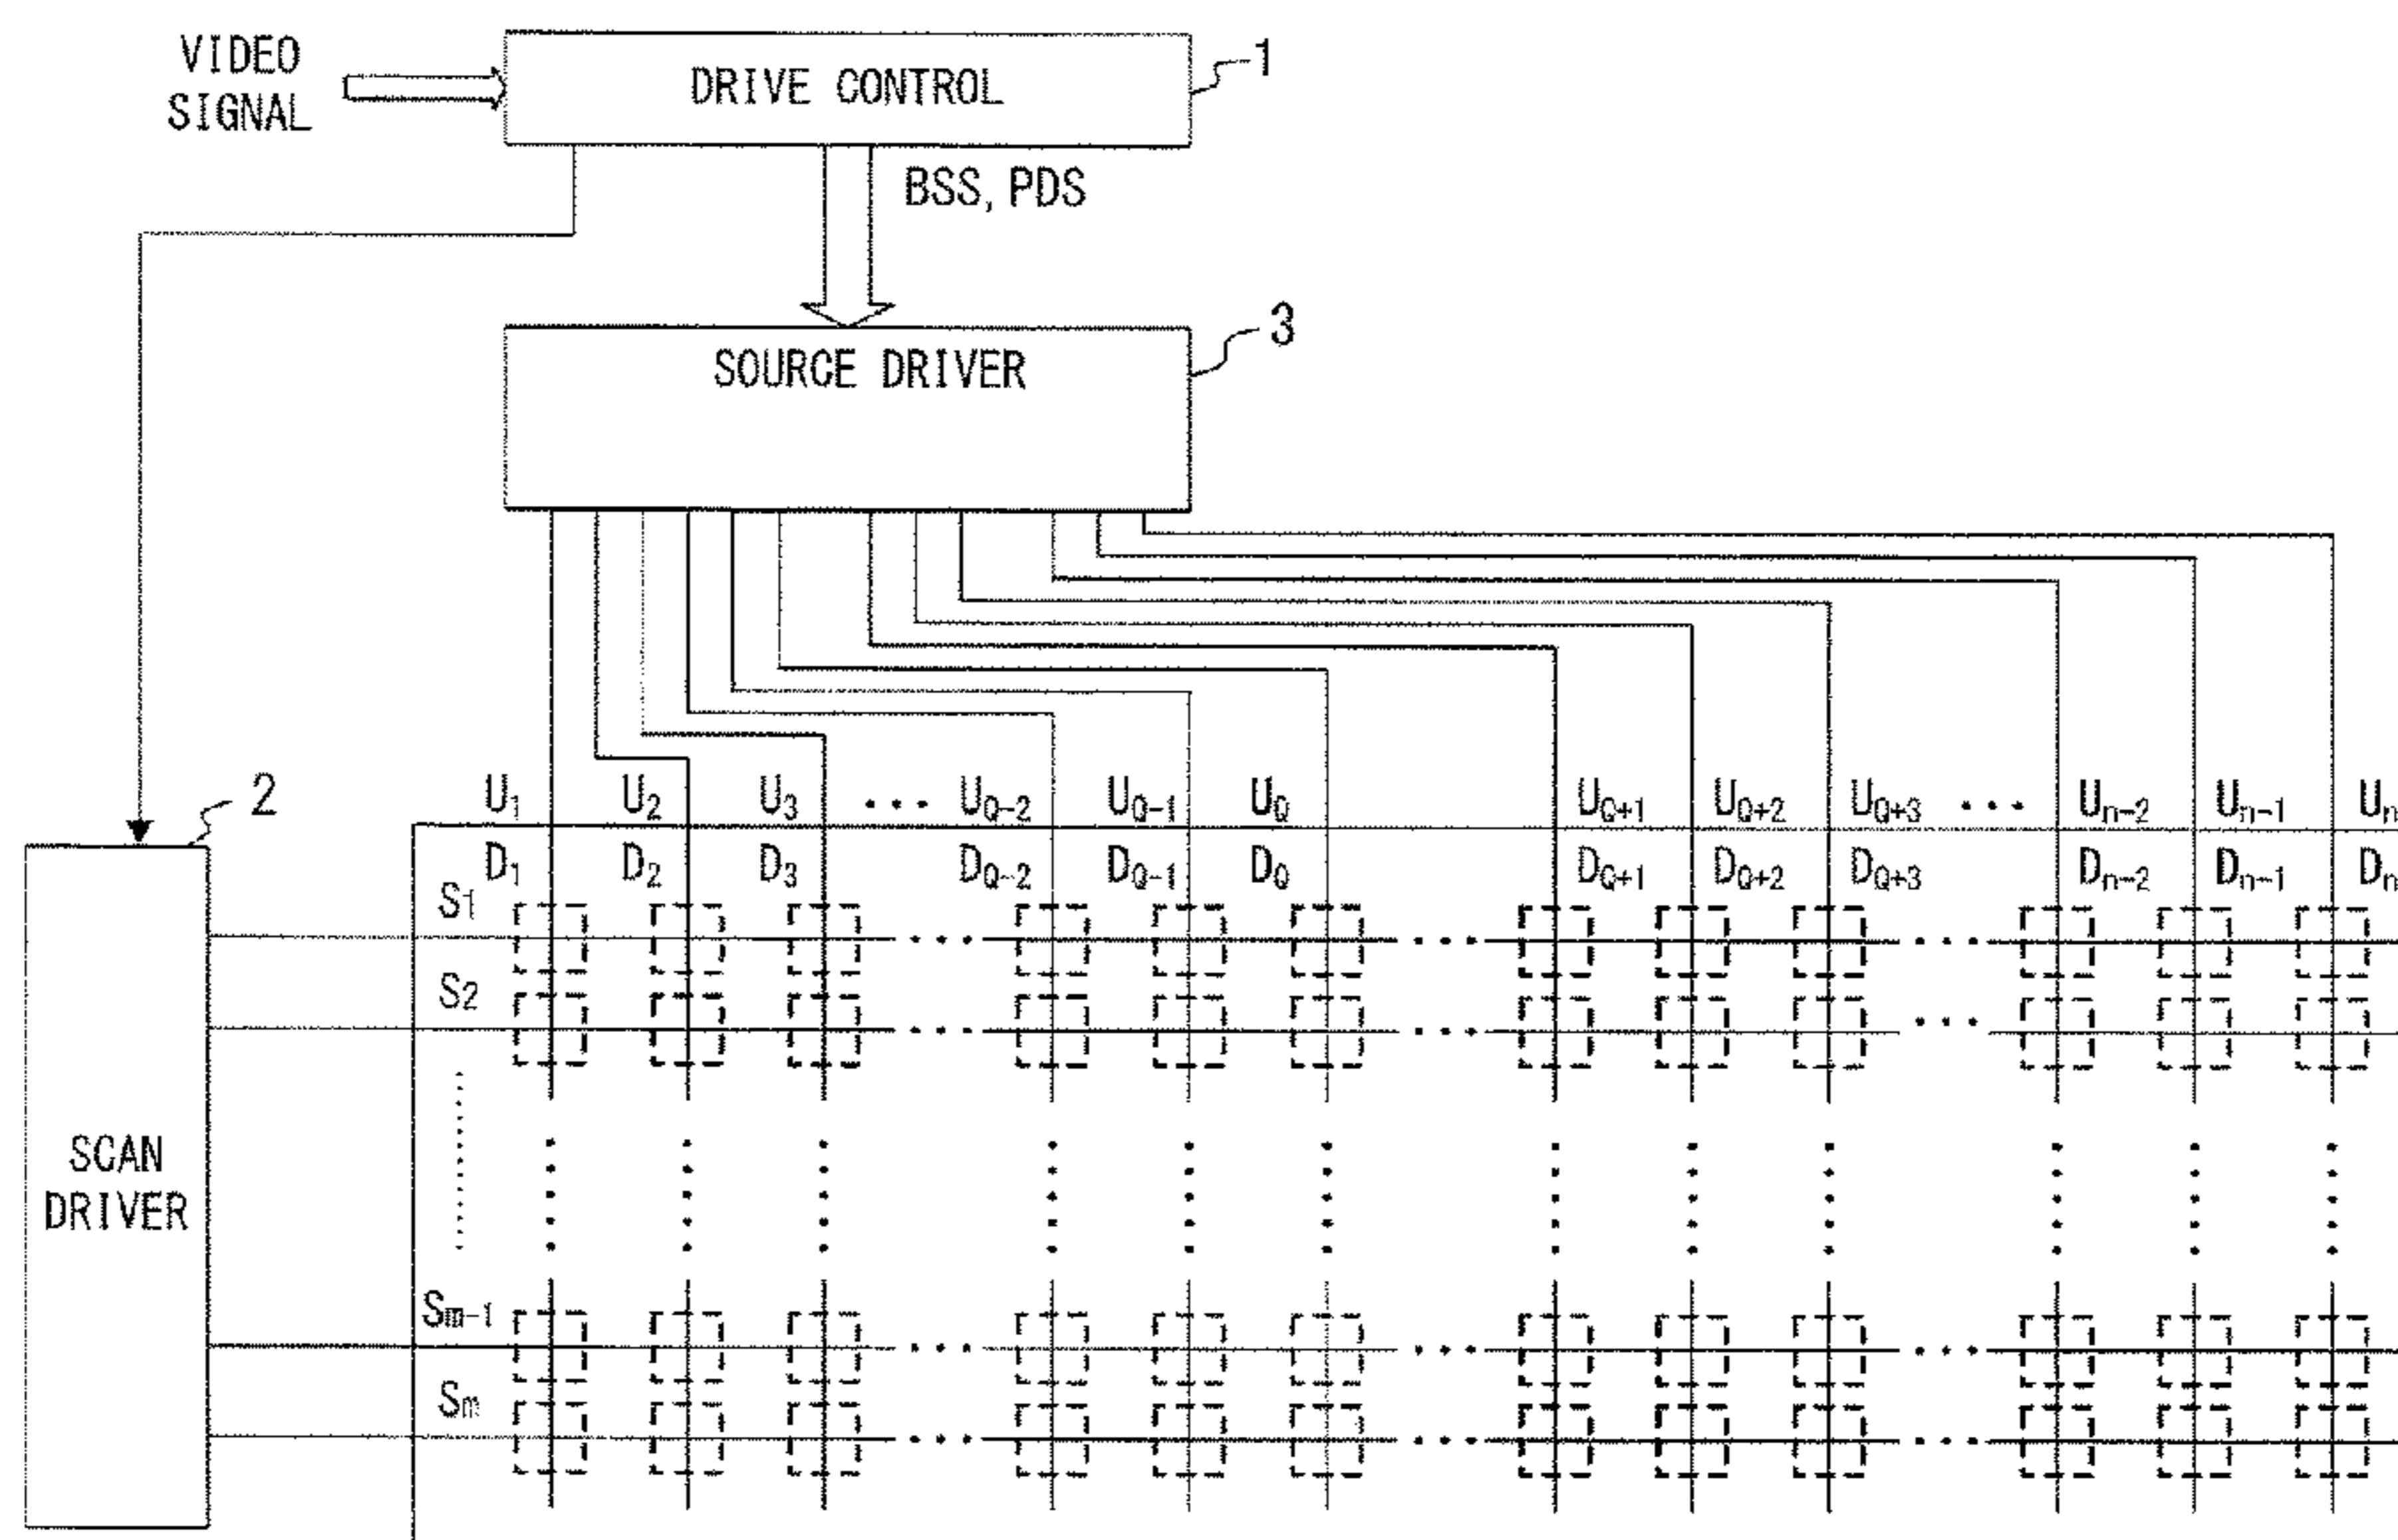 VIDEO
SIGNAL
DRIVE CONTROL
1
BSS, PDS
SOURCE DRIVER
3
2
U1 U2 U3 ... UQ-2 UQ-1 UQ UQ+1 UQ+2 UQ+3 ... Un-2 Un-1 Un
D1 D2 D3 DQ-2 DQ-1 DQ DQ+1 DQ+2 DQ+3 Dn-2 Dn-1 Dn
S1
S2
SCAN
DRIVER
Sm-1
Sm